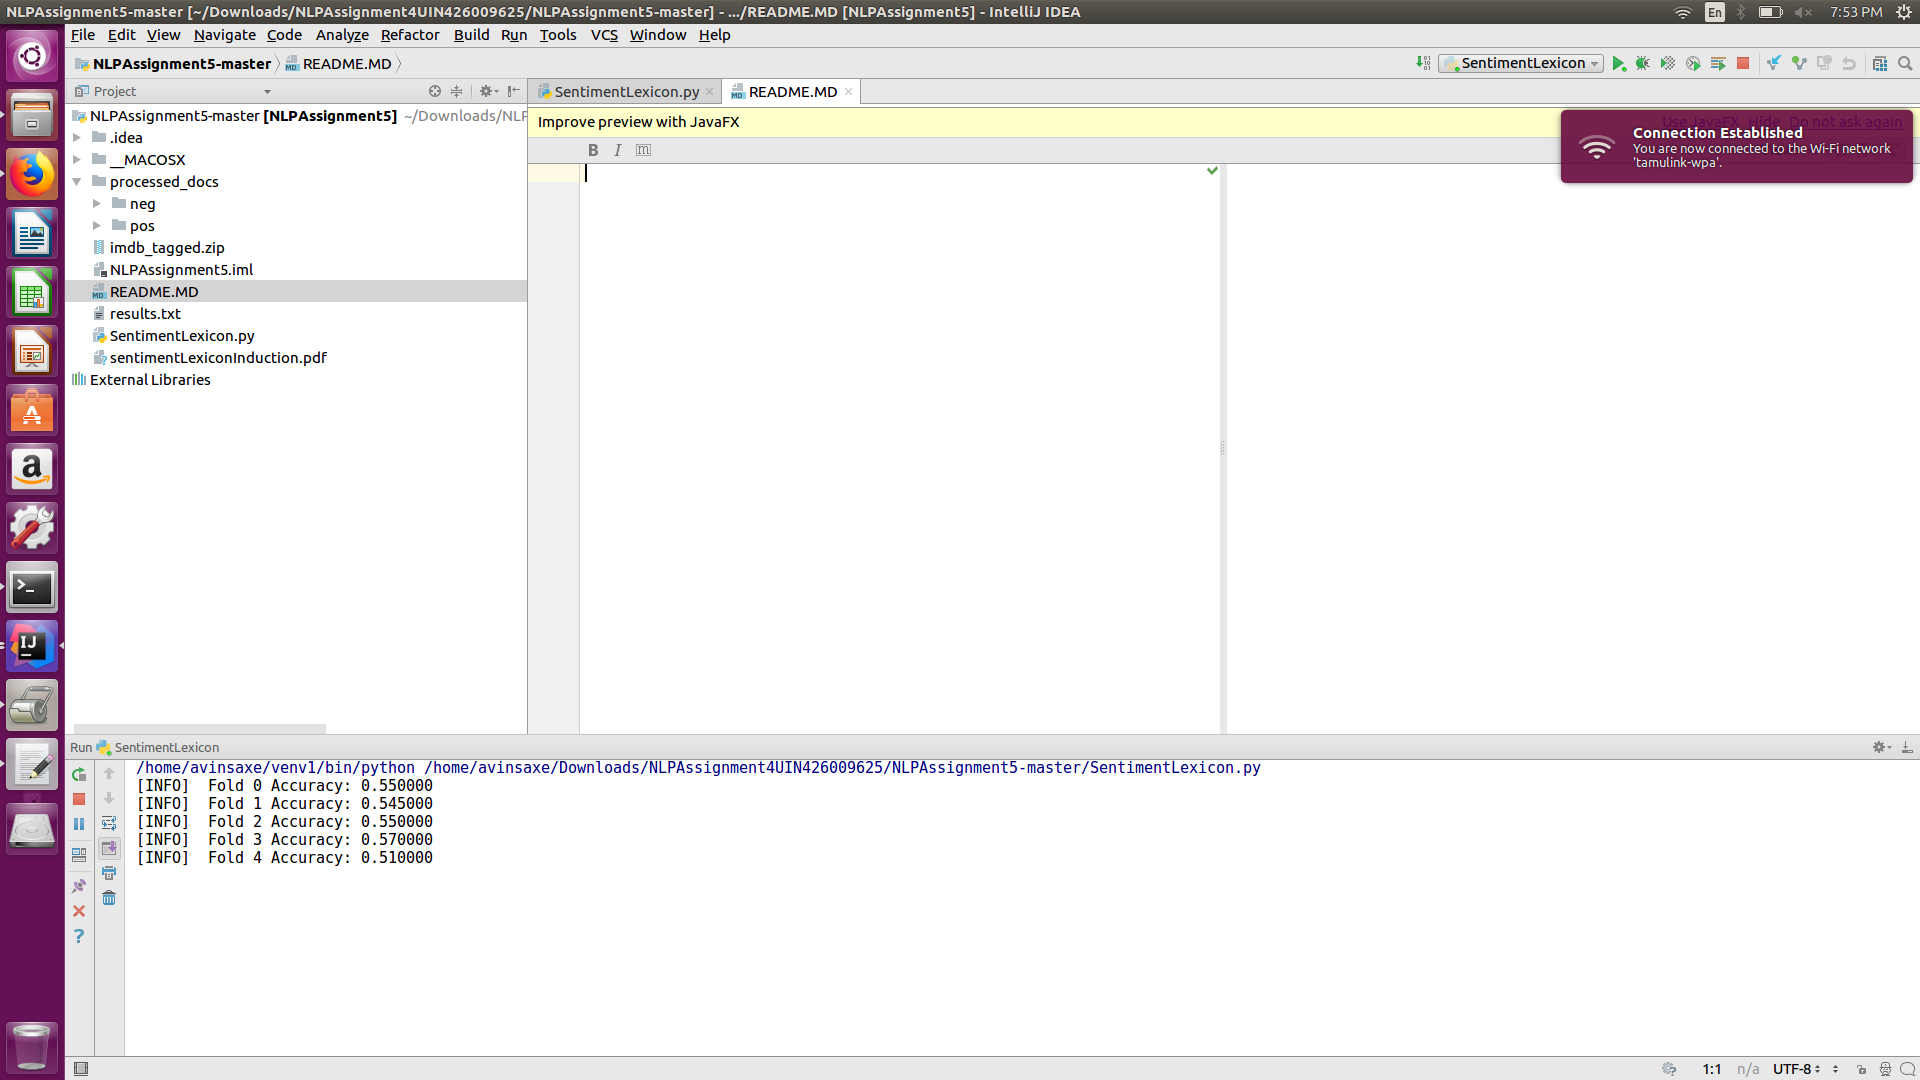 NLPAssignment5-master [~/Downloads/NLPAssignment4UIN426009625/NLPAssignment5-master] - .../README.MD [NLPAssignment5] - IntelliJ IDEA
En
7:53 PM
File Edit View Navigate Code Analyze Refactor Build Run Tools VCS Window Help
NLPAssignment5-master README.MD
SentimentLexicon
Project
SentimentLexicon.py
README.MD
NLPAssignment5-master [NLPAssignment5] ~/Downloads/NLF
.idea
__MACOSX
processed_docs
neg
pos
imdb_tagged.zip
NLPAssignment5.iml
README.MD
results.txt
SentimentLexicon.py
sentimentLexiconInduction.pdf
External Libraries
Improve preview with JavaFX
Use JavaFX Hide Do not ask again
B I m
Connection Established
You are now connected to the Wi-Fi network
'tamulink-wpa'.
Run SentimentLexicon
/home/avinsaxe/venv1/bin/python /home/avinsaxe/Downloads/NLPAssignment4UIN426009625/NLPAssignment5-master/SentimentLexicon.py
[INFO]  Fold 0 Accuracy: 0.550000
[INFO]  Fold 1 Accuracy: 0.545000
[INFO]  Fold 2 Accuracy: 0.550000
[INFO]  Fold 3 Accuracy: 0.570000
[INFO]  Fold 4 Accuracy: 0.510000
1:1 n/a UTF-8